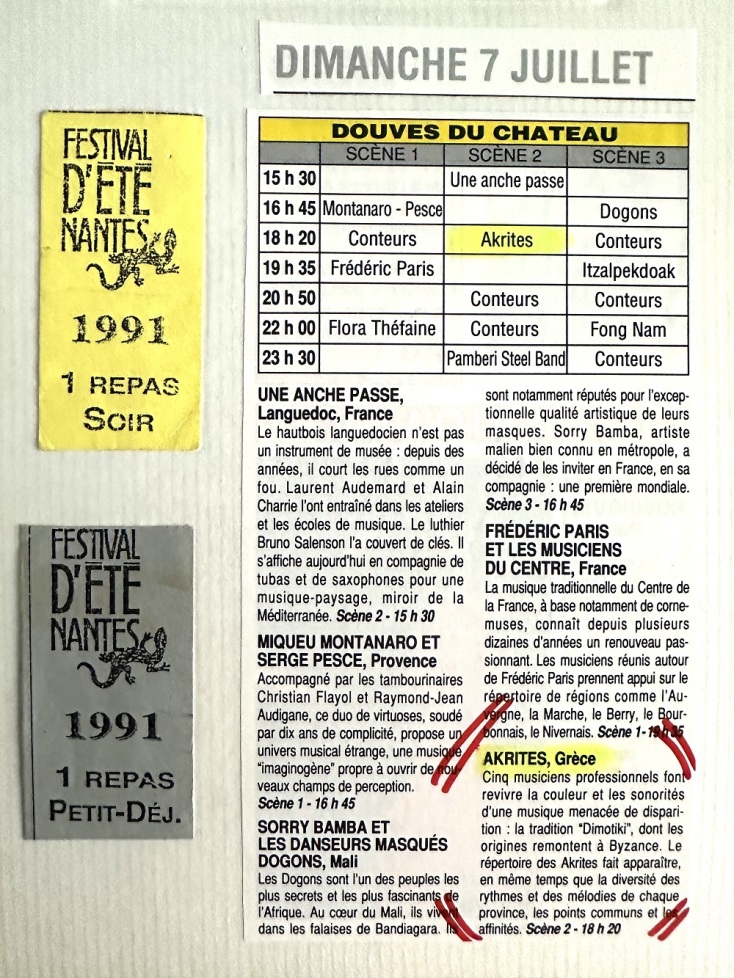 DIMANCHE 7 JUILLET
FESTIVAL
D'ÉTÉ
NANTES
1991
1 REPAS
SOIR
FESTIVAL
D'ÉTÉ
NANTES
1991
1 REPAS
PETIT-DÉJ.
DOUVES DU CHATEAU
SCÈNE 1 SCÈNE 2 SCÈNE 3
15 h 30 Une anche passe
16 h 45 Montanaro - Pesce Dogons
18 h 20 Conteurs Akrites Conteurs
19 h 35 Frédéric Paris Itzalpekdoak
20 h 50 Conteurs Conteurs
22 h 00 Flora Théfaine Conteurs Fong Nam
23 h 30 Pamberi Steel Band Conteurs
UNE ANCHE PASSE,
Languedoc, France
Le hautbois languedocien n'est pas
un instrument de musée : depuis des
années, il court les rues comme un
fou. Laurent Audemard et Alain
Charrie l'ont entraîné dans les ateliers
et les écoles de musique. Le luthier
Bruno Salenson l'a couvert de clés. Il
s'affiche aujourd'hui en compagnie de
tubas et de saxophones pour une
musique-paysage, miroir de la
Méditerranée. Scène 2 - 15 h 30
MIQUEU MONTANARO ET
SERGE PESCE, Provence
Accompagné par les tambourinaires
Christian Flayol et Raymond-Jean
Audigane, ce duo de virtuoses, soudé
par dix ans de complicité, propose un
univers musical étrange, une musique
"imaginogène" propre à ouvrir de nou-
veaux champs de perception.
Scène 1 - 16 h 45
SORRY BAMBA ET
LES DANSEURS MASQUÉS
DOGONS, Mali
Les Dogons sont l'un des peuples les
plus secrets et les plus fascinants de
l'Afrique. Au cœur du Mali, ils vivent
dans les falaises de Bandiagara. Ils
sont notamment réputés pour l'excep-
tionnelle qualité artistique de leurs
masques. Sorry Bamba, artiste
malien bien connu en métropole, a
décidé de les inviter en France, en sa
compagnie : une première mondiale.
Scène 3 - 16 h 45
FRÉDÉRIC PARIS
ET LES MUSICIENS
DU CENTRE, France
La musique traditionnelle du Centre de
la France, à base notamment de corne-
muses, connaît depuis plusieurs
dizaines d'années un renouveau pas-
sionnant. Les musiciens réunis autour
de Frédéric Paris prennent appui sur le
répertoire de régions comme l'Au-
vergne, la Marche, le Berry, le Bour-
bonnais, le Nivernais. Scène 1-19 h 35
AKRITES, Grèce
Cinq musiciens professionnels font
revivre la couleur et les sonorités
d'une musique menacée de dispari-
tion : la tradition "Dimotiki", dont les
origines remontent à Byzance. Le
répertoire des Akrites fait apparaître,
en même temps que la diversité des
rythmes et des mélodies de chaque
province, les points communs et les
affinités. Scène 2 - 18 h 20